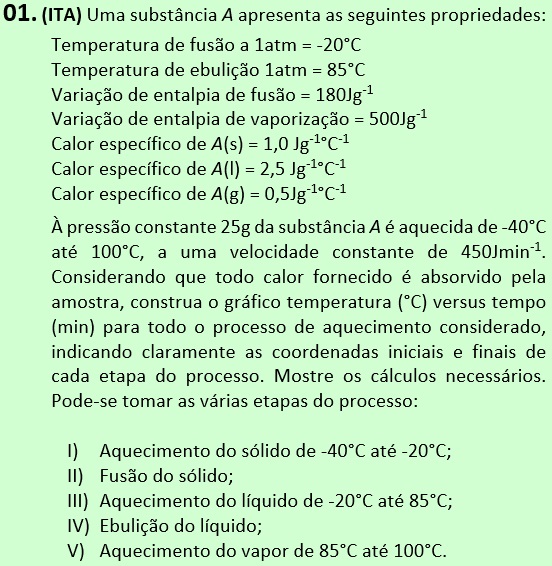 01. (ITA) Uma substância A apresenta as seguintes propriedades:
Temperatura de fusão a 1atm = -20°C
Temperatura de ebulição 1atm = 85°C
Variação de entalpia de fusão = 180Jg⁻¹
Variação de entalpia de vaporização = 500Jg⁻¹
Calor específico de A(s) = 1,0 Jg⁻¹°C⁻¹
Calor específico de A(l) = 2,5 Jg⁻¹°C⁻¹
Calor específico de A(g) = 0,5Jg⁻¹°C⁻¹
À pressão constante 25g da substância A é aquecida de -40°C
até 100°C, a uma velocidade constante de 450Jmin⁻¹.
Considerando que todo calor fornecido é absorvido pela
amostra, construa o gráfico temperatura (°C) versus tempo
(min) para todo o processo de aquecimento considerado,
indicando claramente as coordenadas iniciais e finais de
cada etapa do processo. Mostre os cálculos necessários.
Pode-se tomar as várias etapas do processo:
I) Aquecimento do sólido de -40°C até -20°C;
II) Fusão do sólido;
III) Aquecimento do líquido de -20°C até 85°C;
IV) Ebulição do líquido;
V) Aquecimento do vapor de 85°C até 100°C.